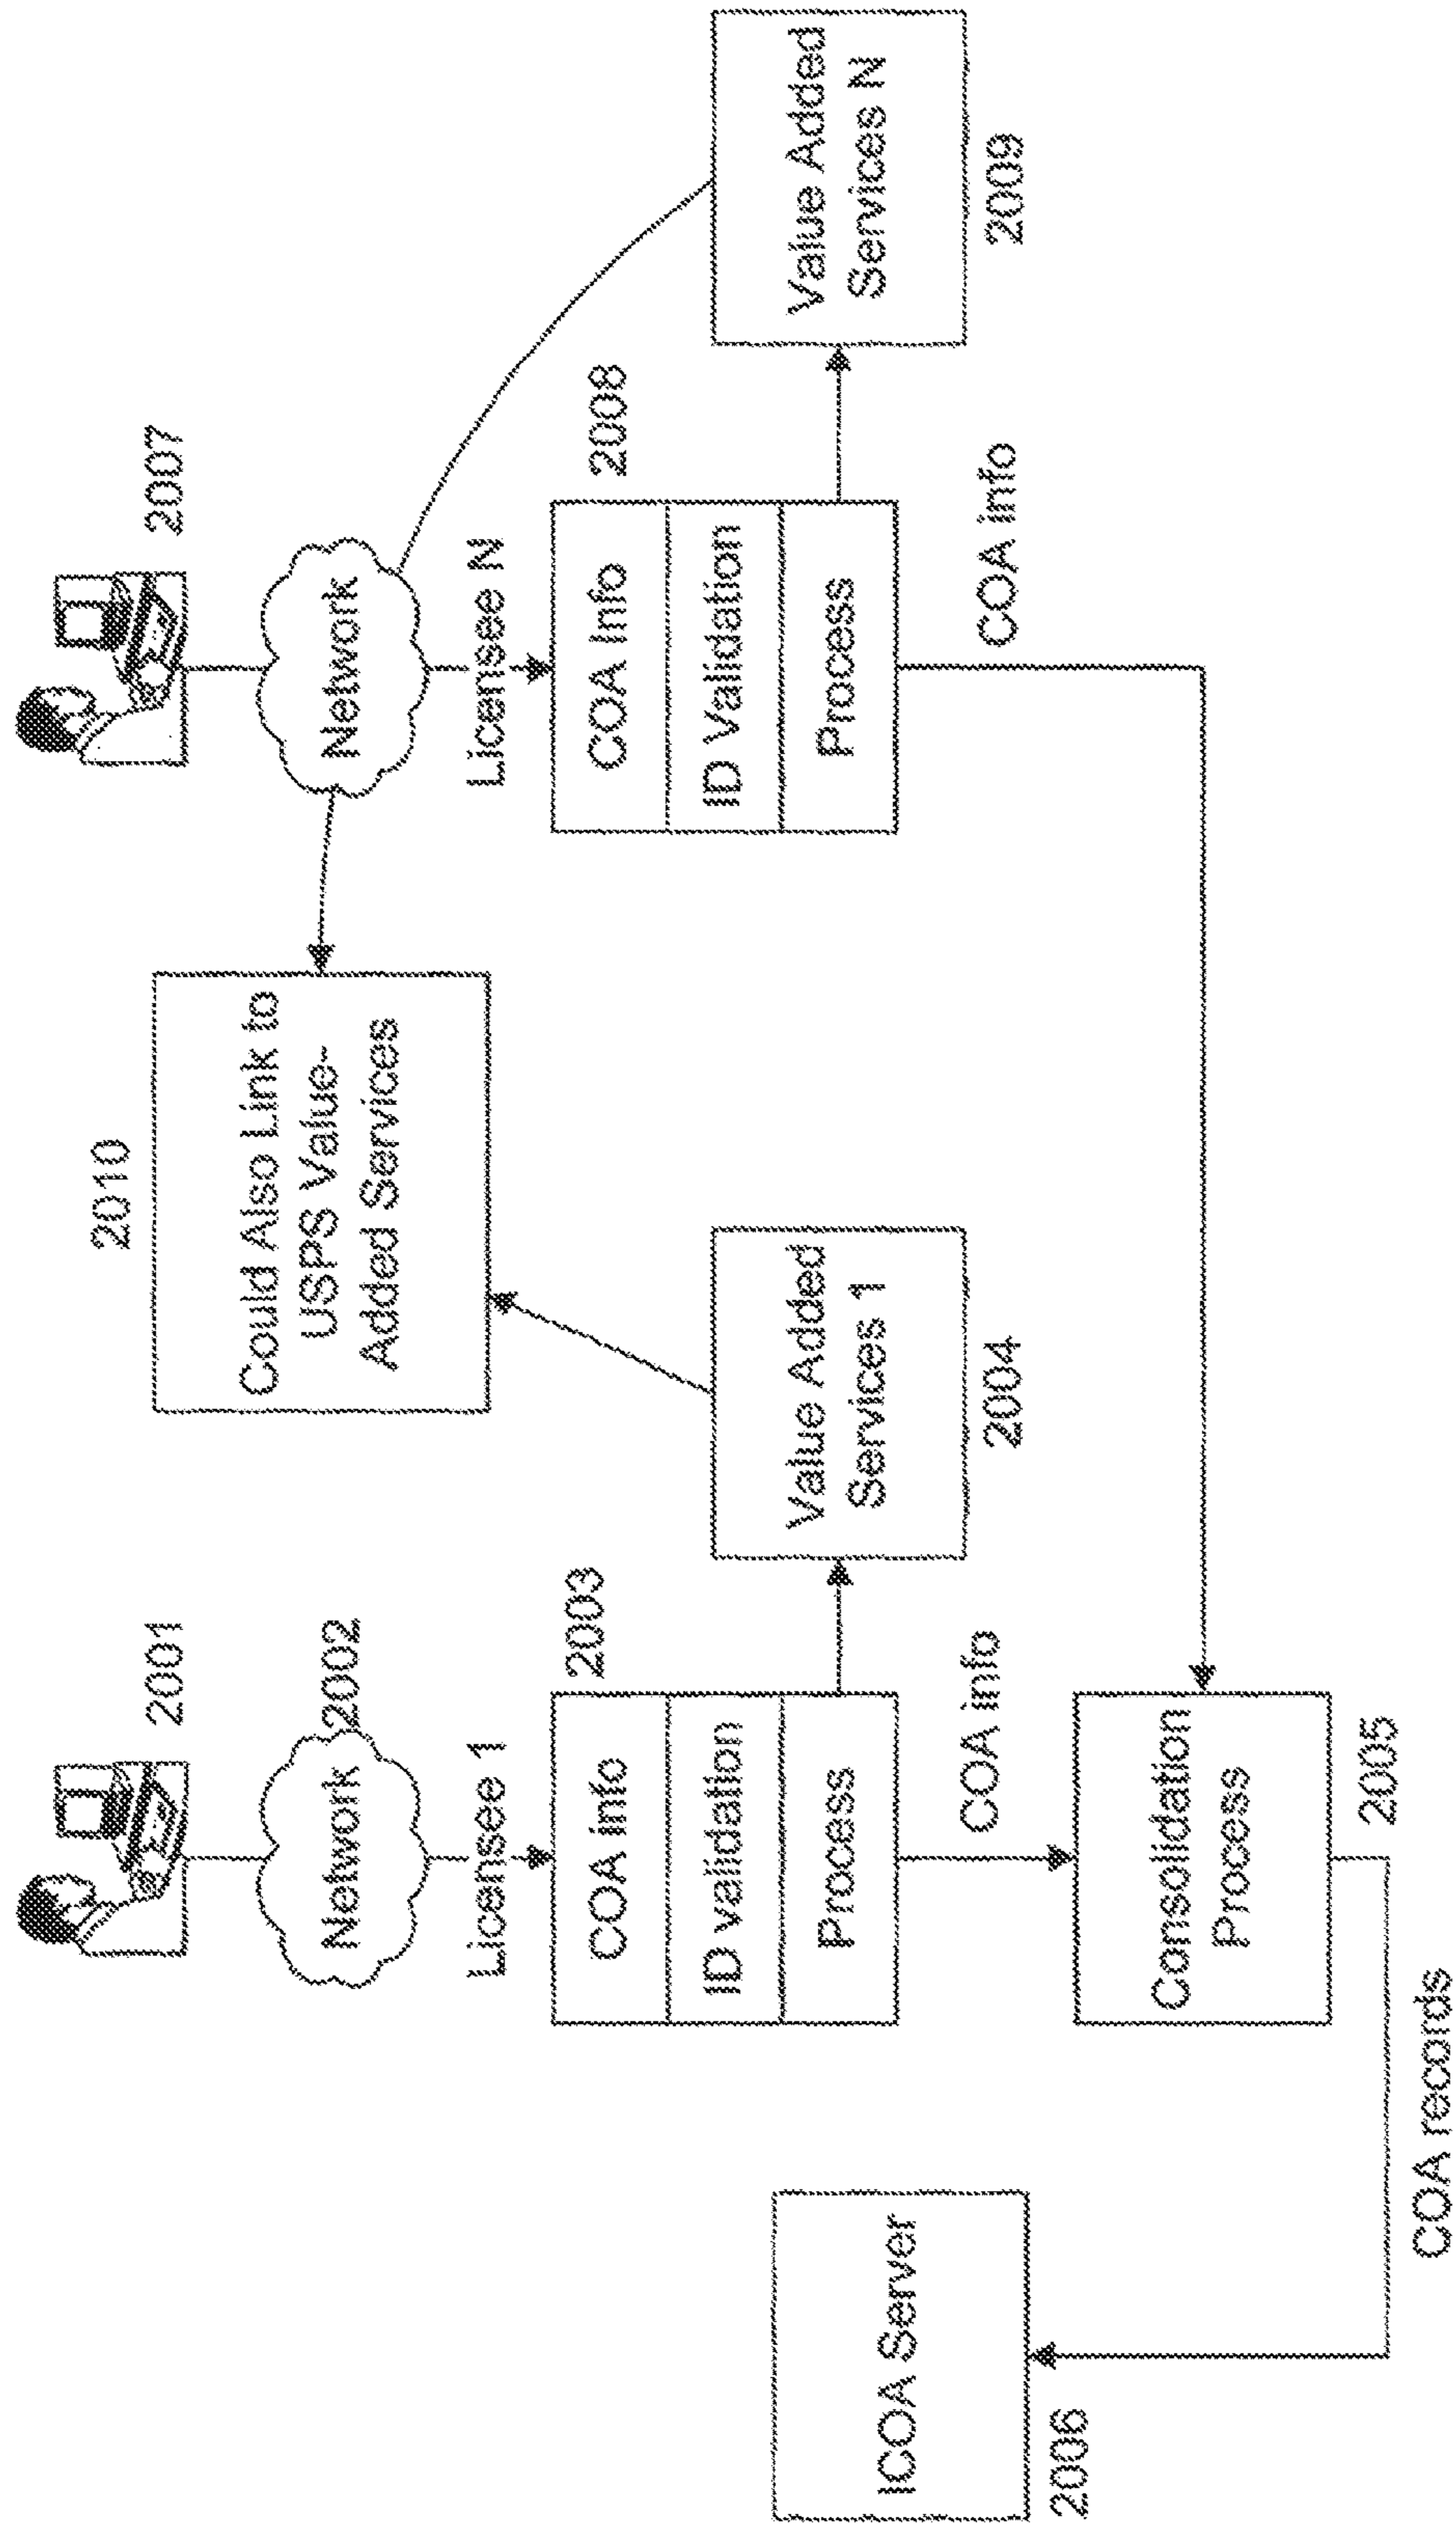 2001
Network
2002
Licensee 1
2003
COA info
ID validation
Process
Value Added
Services 1
2004
COA info
Consolidation
Process
2005
COA records
ICOA Server
2006
2010
Could Also Link to
USPS Value-
Added Services
2007
Network
Licensee N
2008
COA Info
ID Validation
Process
Value Added
Services N
2009
COA info